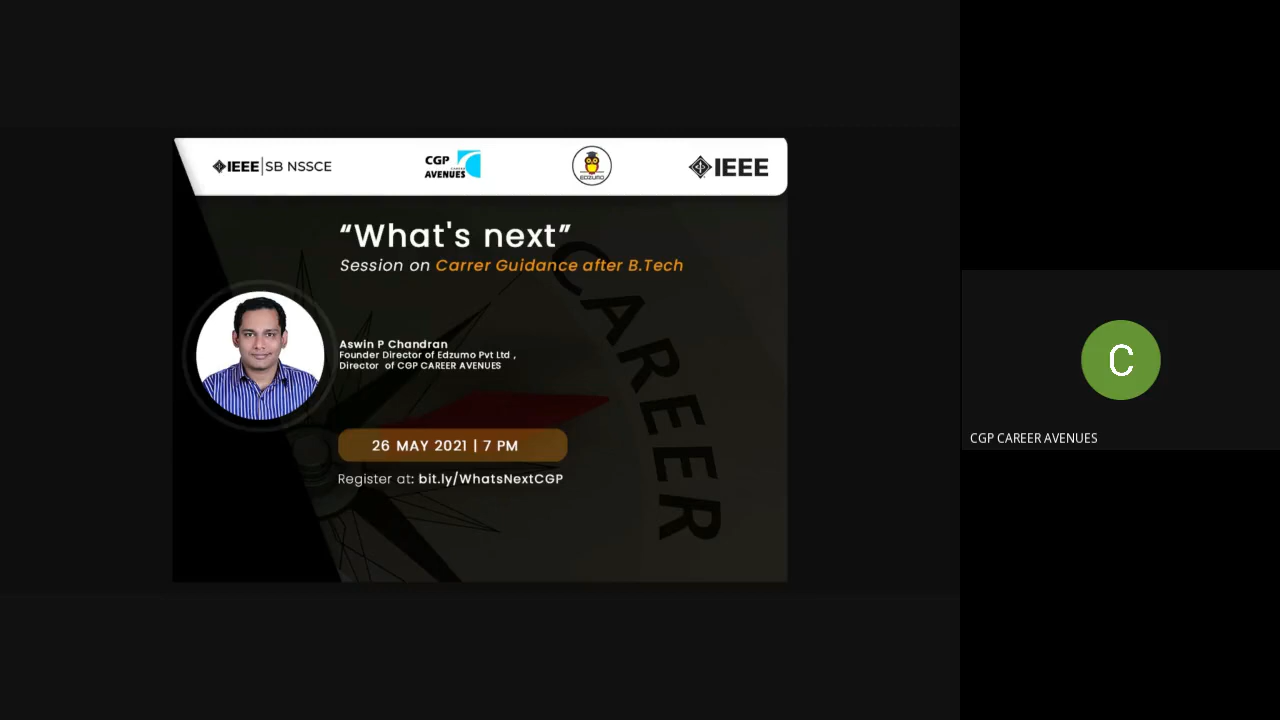 IEEE | SB NSSCE
CGP
CAREER
AVENUES
EDZUMO
IEEE
“What's next”
Session on Carrer Guidance after B.Tech
Aswin P Chandran
Founder Director of Edzumo Pvt Ltd ,
Director of CGP CAREER AVENUES
26 MAY 2021 | 7 PM
Register at: bit.ly/WhatsNextCGP
CAREER
C
CGP CAREER AVENUES